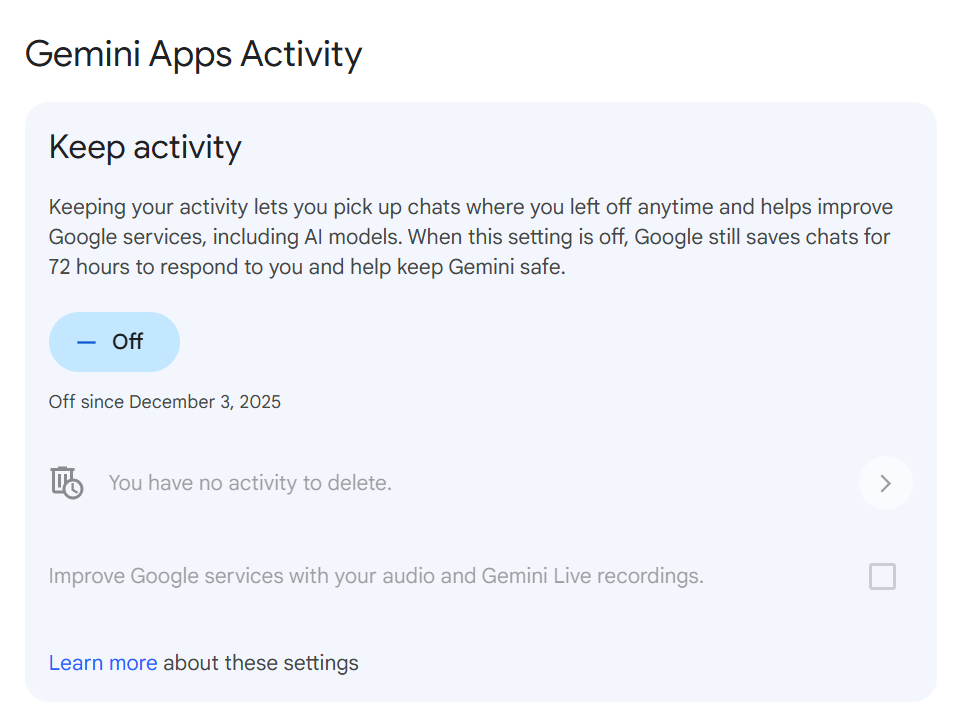 Gemini Apps Activity
Keep activity
Keeping your activity lets you pick up chats where you left off anytime and helps improve
Google services, including AI models. When this setting is off, Google still saves chats for
72 hours to respond to you and help keep Gemini safe.
Off
Off since December 3, 2025
You have no activity to delete.
Improve Google services with your audio and Gemini Live recordings.
Learn more about these settings